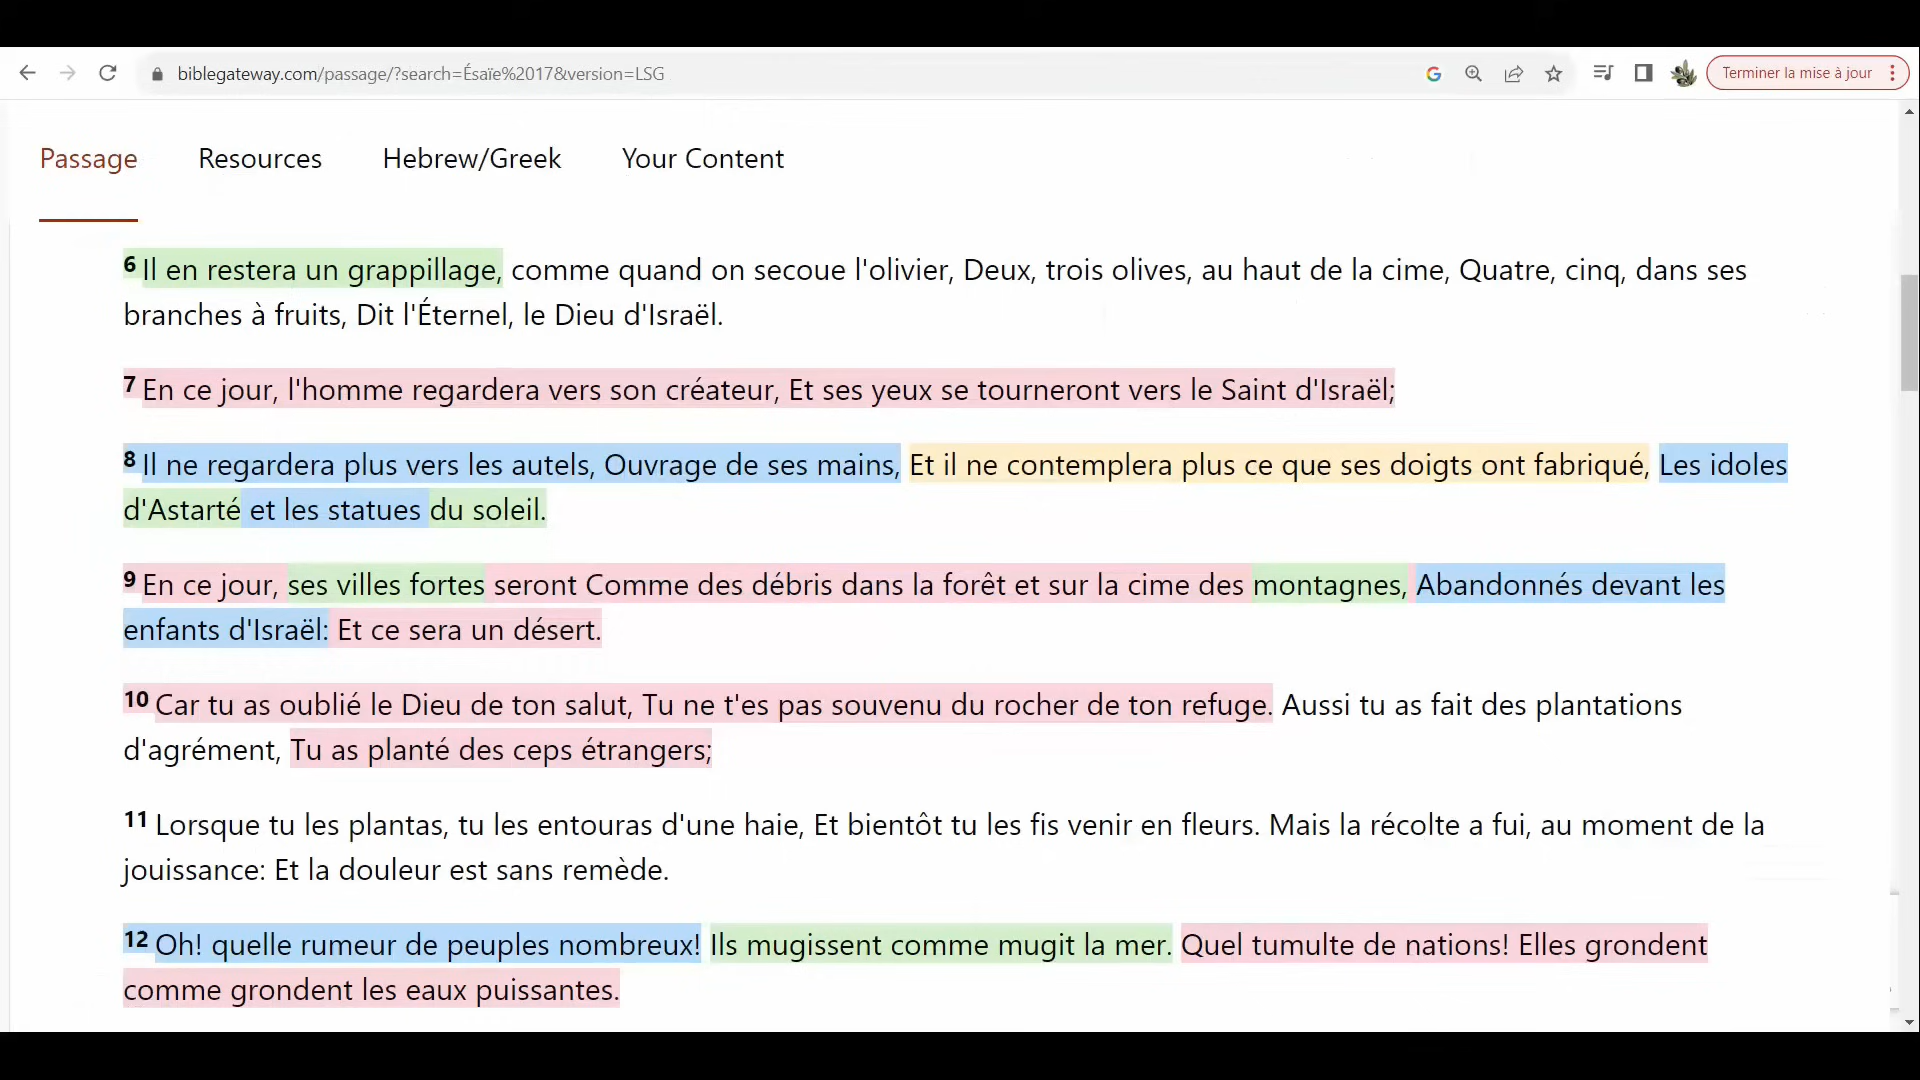 biblegateway.com/passage/?search=Ésaïe%2017&version=LSG
Terminer la mise à jour
Passage Resources Hebrew/Greek Your Content
6 Il en restera un grappillage, comme quand on secoue l'olivier, Deux, trois olives, au haut de la cime, Quatre, cinq, dans ses
branches à fruits, Dit l'Éternel, le Dieu d'Israël.
7 En ce jour, l'homme regardera vers son créateur, Et ses yeux se tourneront vers le Saint d'Israël;
8 Il ne regardera plus vers les autels, Ouvrage de ses mains, Et il ne contemplera plus ce que ses doigts ont fabriqué, Les idoles
d'Astarté et les statues du soleil.
9 En ce jour, ses villes fortes seront Comme des débris dans la forêt et sur la cime des montagnes, Abandonnés devant les
enfants d'Israël: Et ce sera un désert.
10 Car tu as oublié le Dieu de ton salut, Tu ne t'es pas souvenu du rocher de ton refuge. Aussi tu as fait des plantations
d'agrément, Tu as planté des ceps étrangers;
11 Lorsque tu les plantas, tu les entouras d'une haie, Et bientôt tu les fis venir en fleurs. Mais la récolte a fui, au moment de la
jouissance: Et la douleur est sans remède.
12 Oh! quelle rumeur de peuples nombreux! Ils mugissent comme mugit la mer. Quel tumulte de nations! Elles grondent
comme grondent les eaux puissantes.